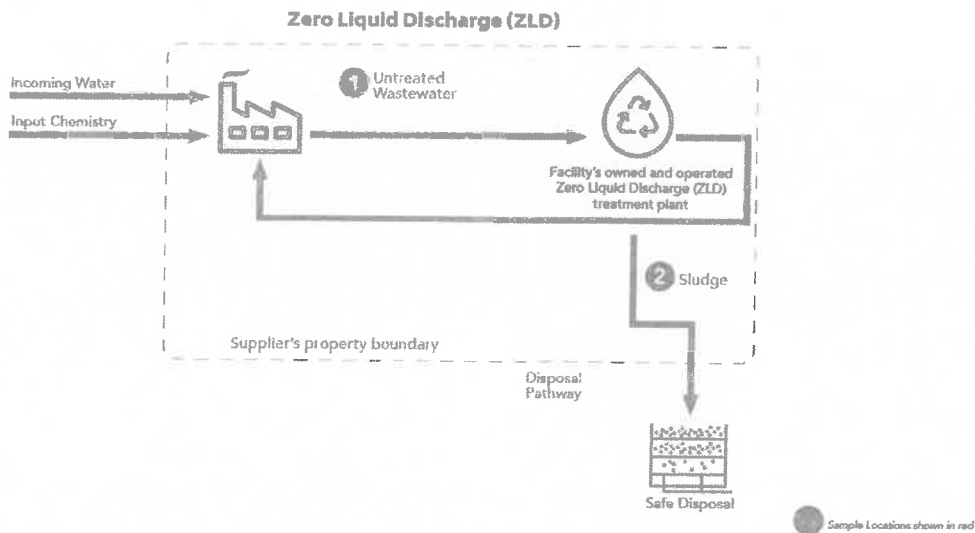 Zero Liquid Discharge (ZLD)
Incoming Water
Input Chemistry
1 Untreated
Wastewater
Facility's owned and operated
Zero Liquid Discharge (ZLD)
treatment plant
2 Sludge
Supplier's property boundary
Disposal
Pathway
Safe Disposal
Sample Locations shown in red